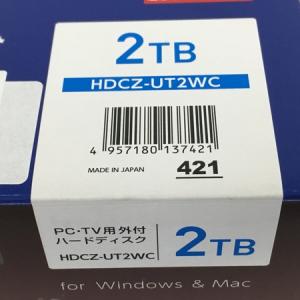 2TB
HDCZ-UT2WC
4 957180 137421
MADE IN JAPAN
421
PC・TV用外付
ハードディスク
HDCZ-UT2WC
2TB
for Windows & Mac